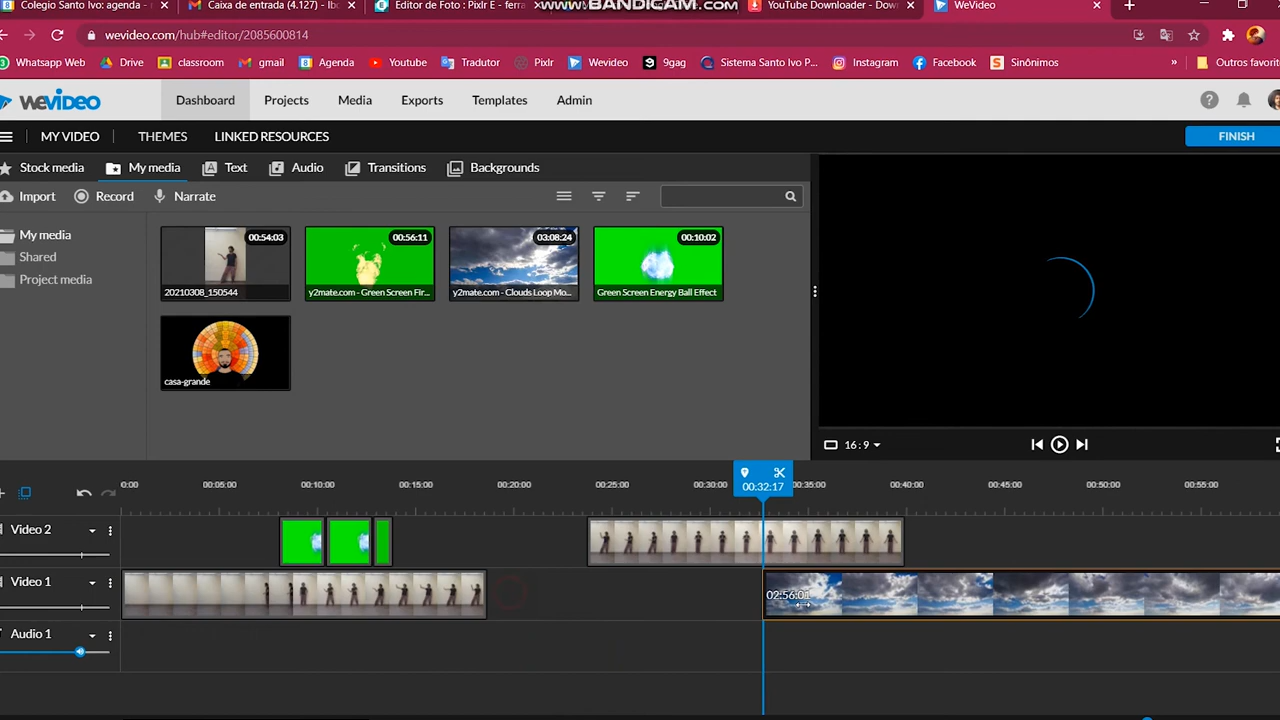 Colegio Santo Ivo: agenda -
Caixa de entrada (4.127) - lbo
Editor de Foto : Pixlr E - ferra
WWW.BANDICAM.COM
YouTube Downloader - Down
WeVideo
wevideo.com/hub#editor/2085600814
Whatsapp Web
Drive
classroom
gmail
Agenda
Youtube
Tradutor
Pixlr
Wevideo
9gag
Sistema Santo Ivo P...
Instagram
Facebook
Sinônimos
»
Outros favorit
WEVIDEO
Dashboard
Projects
Media
Exports
Templates
Admin
MY VIDEO
THEMES
LINKED RESOURCES
FINISH
Stock media
My media
Text
Audio
Transitions
Backgrounds
Import
Record
Narrate
My media
Shared
Project media
00:54:03
20210308_150544
00:56:11
y2mate.com - Green Screen Fir...
03:08:24
y2mate.com - Clouds Loop Mo...
00:10:02
Green Screen Energy Ball Effect
casa-grande
16:9
0:00
00:05:00
00:10:00
00:15:00
00:20:00
00:25:00
00:30:00
00:32:17
00:35:00
00:40:00
00:45:00
00:50:00
00:55:00
Video 2
Video 1
02:56:01
Audio 1